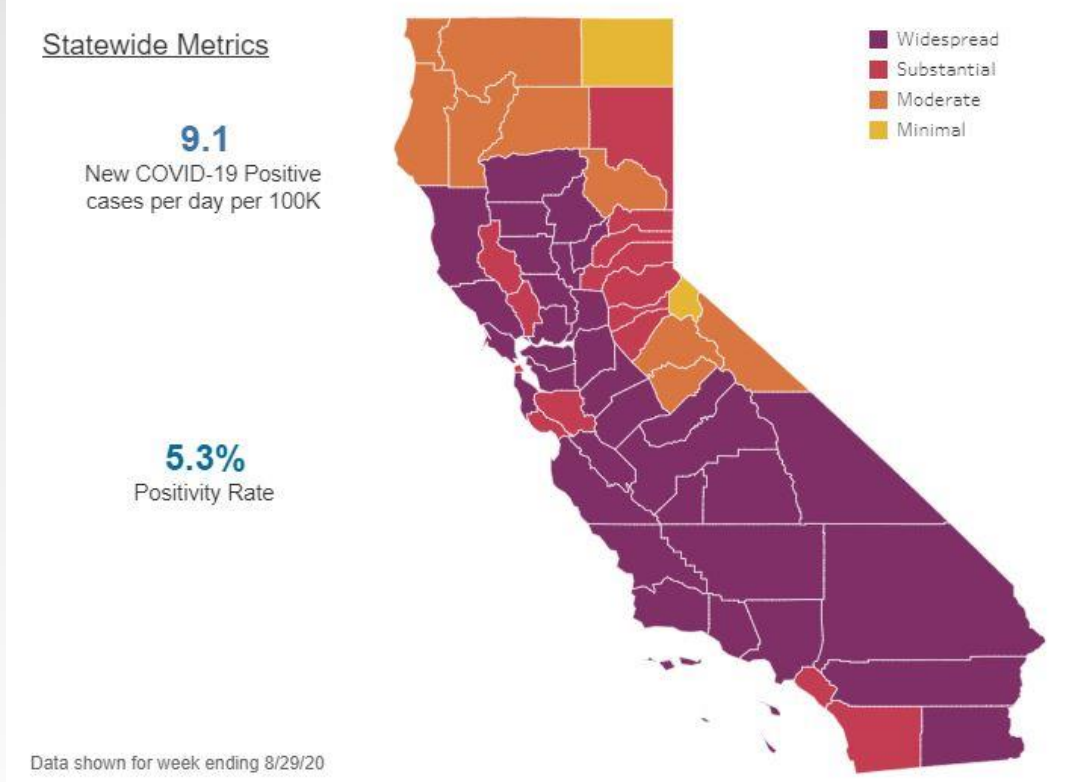 Statewide Metrics
9.1
New COVID-19 Positive
cases per day per 100K
5.3%
Positivity Rate
Data shown for week ending 8/29/20
Widespread
Substantial
Moderate
Minimal